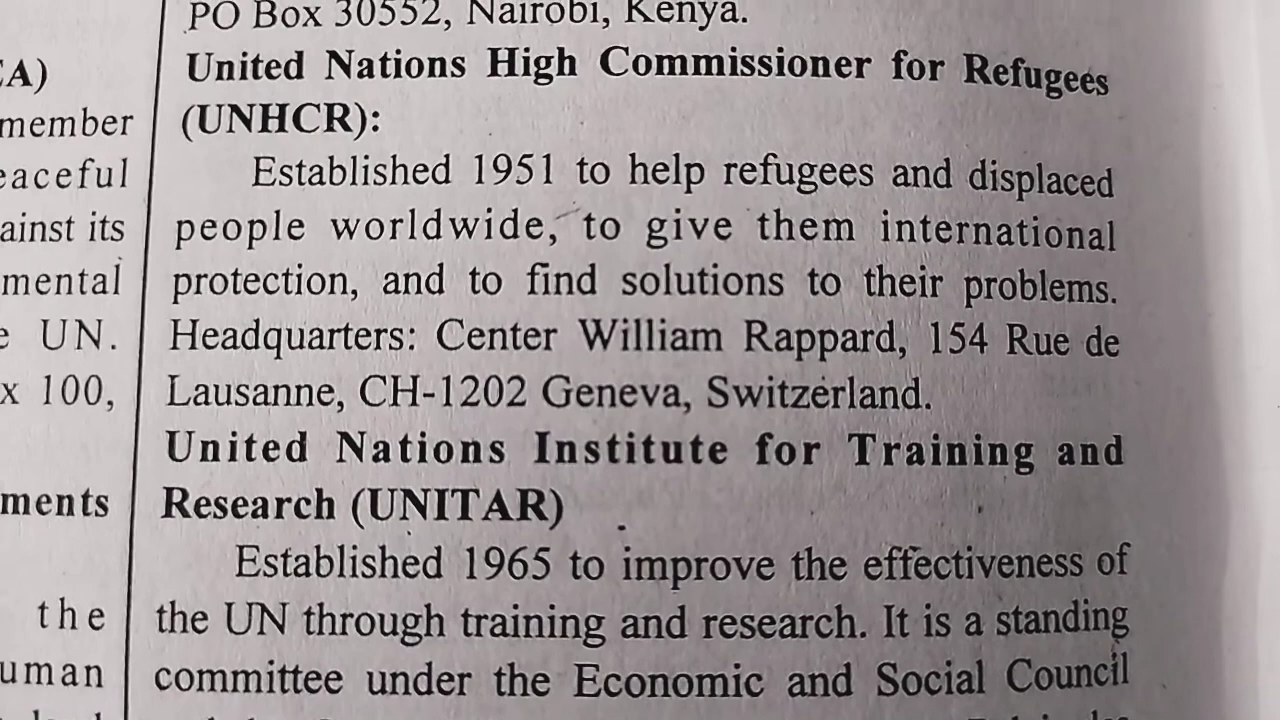 CA)
member
eaceful
ainst its
mental
e UN.
x 100,
ments
the
uman
PO Box 30552, Nairobi, Kenya.
United Nations High Commissioner for Refugees
(UNHCR):
Established 1951 to help refugees and displaced
people worldwide, to give them international
protection, and to find solutions to their problems.
Headquarters: Center William Rappard, 154 Rue de
Lausanne, CH-1202 Geneva, Switzerland.
United Nations Institute for Training and
Research (UNITAR)
Established 1965 to improve the effectiveness of
the UN through training and research. It is a standing
committee under the Economic and Social Council